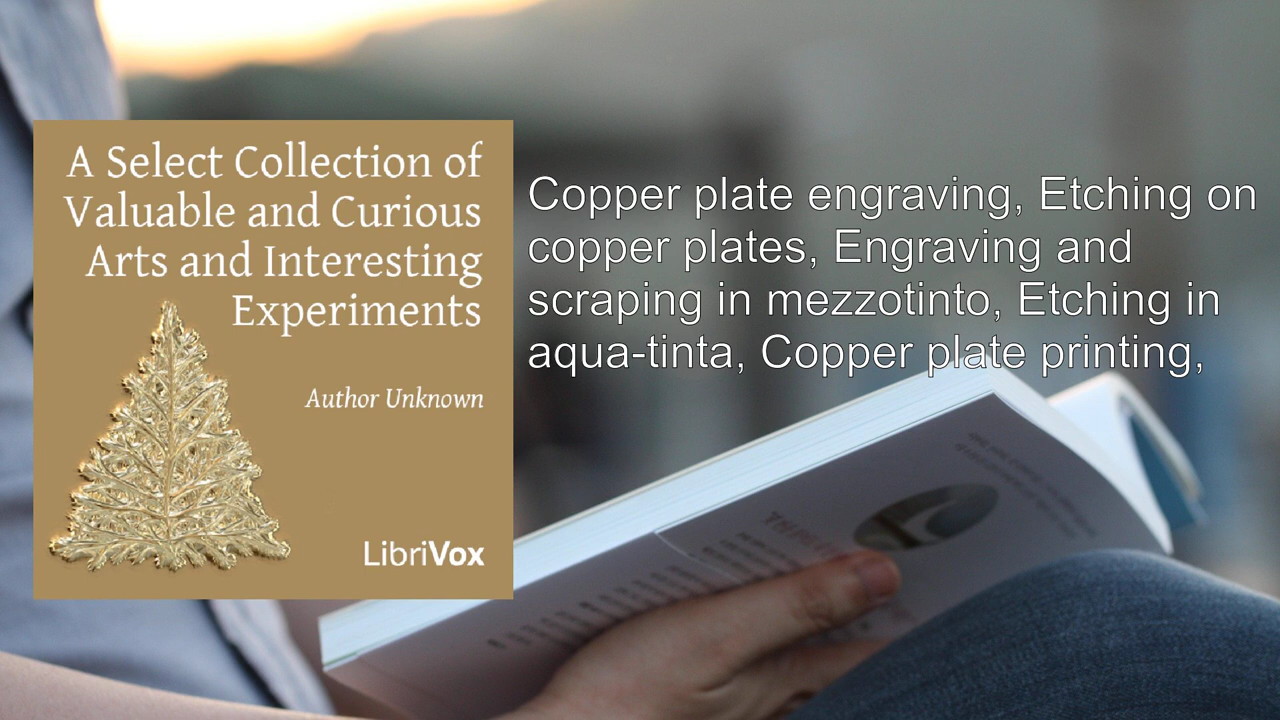 A Select Collection of
Valuable and Curious
Arts and Interesting
Experiments
Author Unknown
LibriVox
Copper plate engraving, Etching on
copper plates, Engraving and
scraping in mezzotinto, Etching in
aqua-tinta, Copper plate printing,